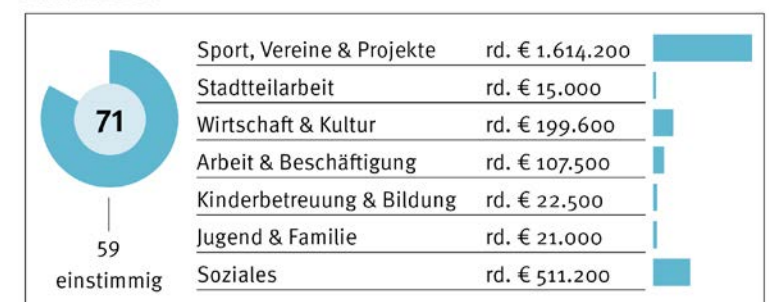 71
59
einstimmig
Sport, Vereine & Projekte rd. € 1.614.200
Stadtteilarbeit rd. € 15.000
Wirtschaft & Kultur rd. € 199.600
Arbeit & Beschäftigung rd. € 107.500
Kinderbetreuung & Bildung rd. € 22.500
Jugend & Familie rd. € 21.000
Soziales rd. € 511.200